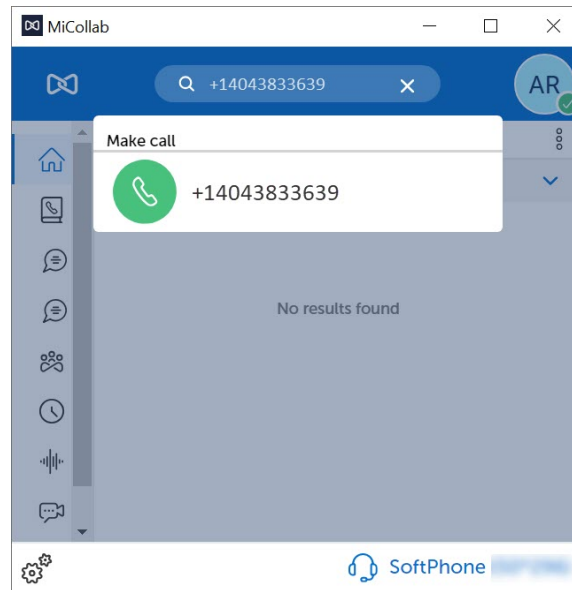 MiCollab
+14043833639
AR
Make call
+14043833639
No results found
SoftPhone